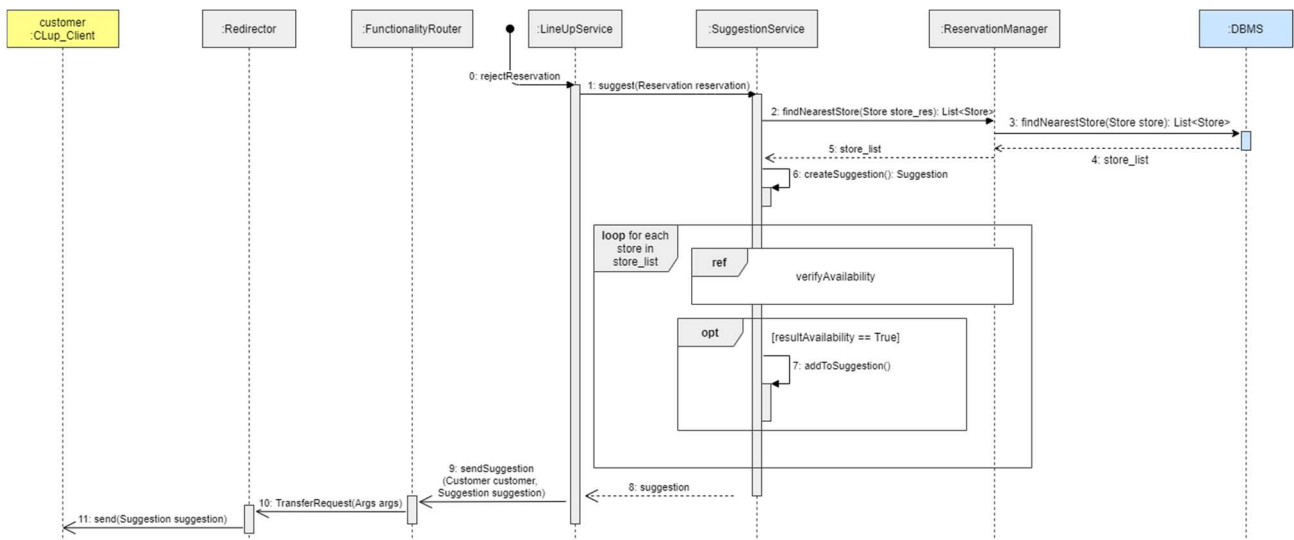 customer
:CLup_Client
:Redirector
:FunctionalityRouter
:LineUpService
:SuggestionService
:ReservationManager
:DBMS
0: rejectReservation
1: suggest(Reservation reservation)
2: findNearestStore(Store store_res): List<Store>
3: findNearestStore(Store store): List<Store>
5: store_list
4: store_list
6: createSuggestion(): Suggestion
loop for each
store in
store_list
ref
verifyAvailability
opt
[resultAvailability == True]
7: addToSuggestion()
9: sendSuggestion
(Customer customer,
Suggestion suggestion)
8: suggestion
10: TransferRequest(Args args)
11: send(Suggestion suggestion)